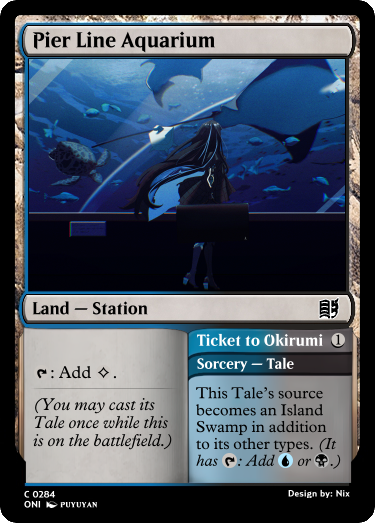 Pier Line Aquarium
Land — Station
: Add .
(You may cast its
Tale once while this
is on the battlefield.)
Ticket to Okirumi 1
Sorcery — Tale
This Tale's source
becomes an Island
Swamp in addition
to its other types. (It
has : Add or .)
C 0284
ONI PUYUYAN
Design by: Nix